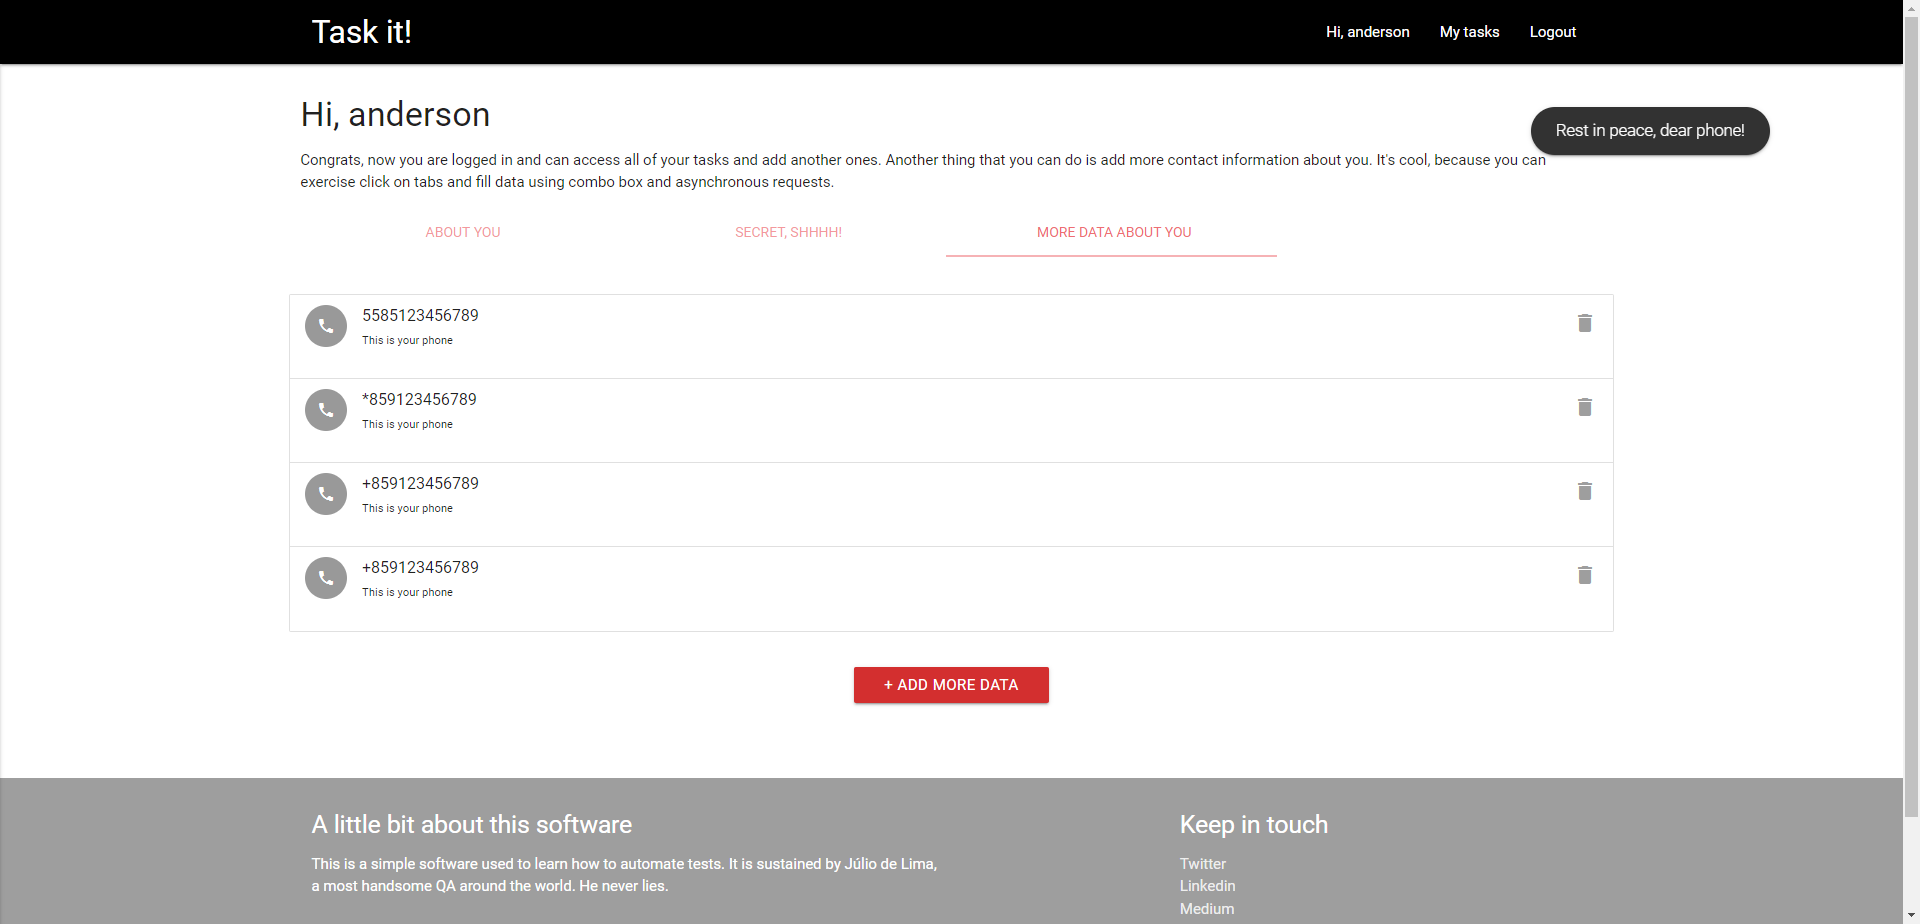 Task it!
Hi, anderson
My tasks
Logout
Hi, anderson
Rest in peace, dear phone!
Congrats, now you are logged in and can access all of your tasks and add another ones. Another thing that you can do is add more contact information about you. It's cool, because you can
exercise click on tabs and fill data using combo box and asynchronous requests.
ABOUT YOU
SECRET, SHHHH!
MORE DATA ABOUT YOU
5585123456789
This is your phone
*859123456789
This is your phone
+859123456789
This is your phone
+859123456789
This is your phone
+ ADD MORE DATA
A little bit about this software
This is a simple software used to learn how to automate tests. It is sustained by Júlio de Lima,
a most handsome QA around the world. He never lies.
Keep in touch
Twitter
Linkedin
Medium